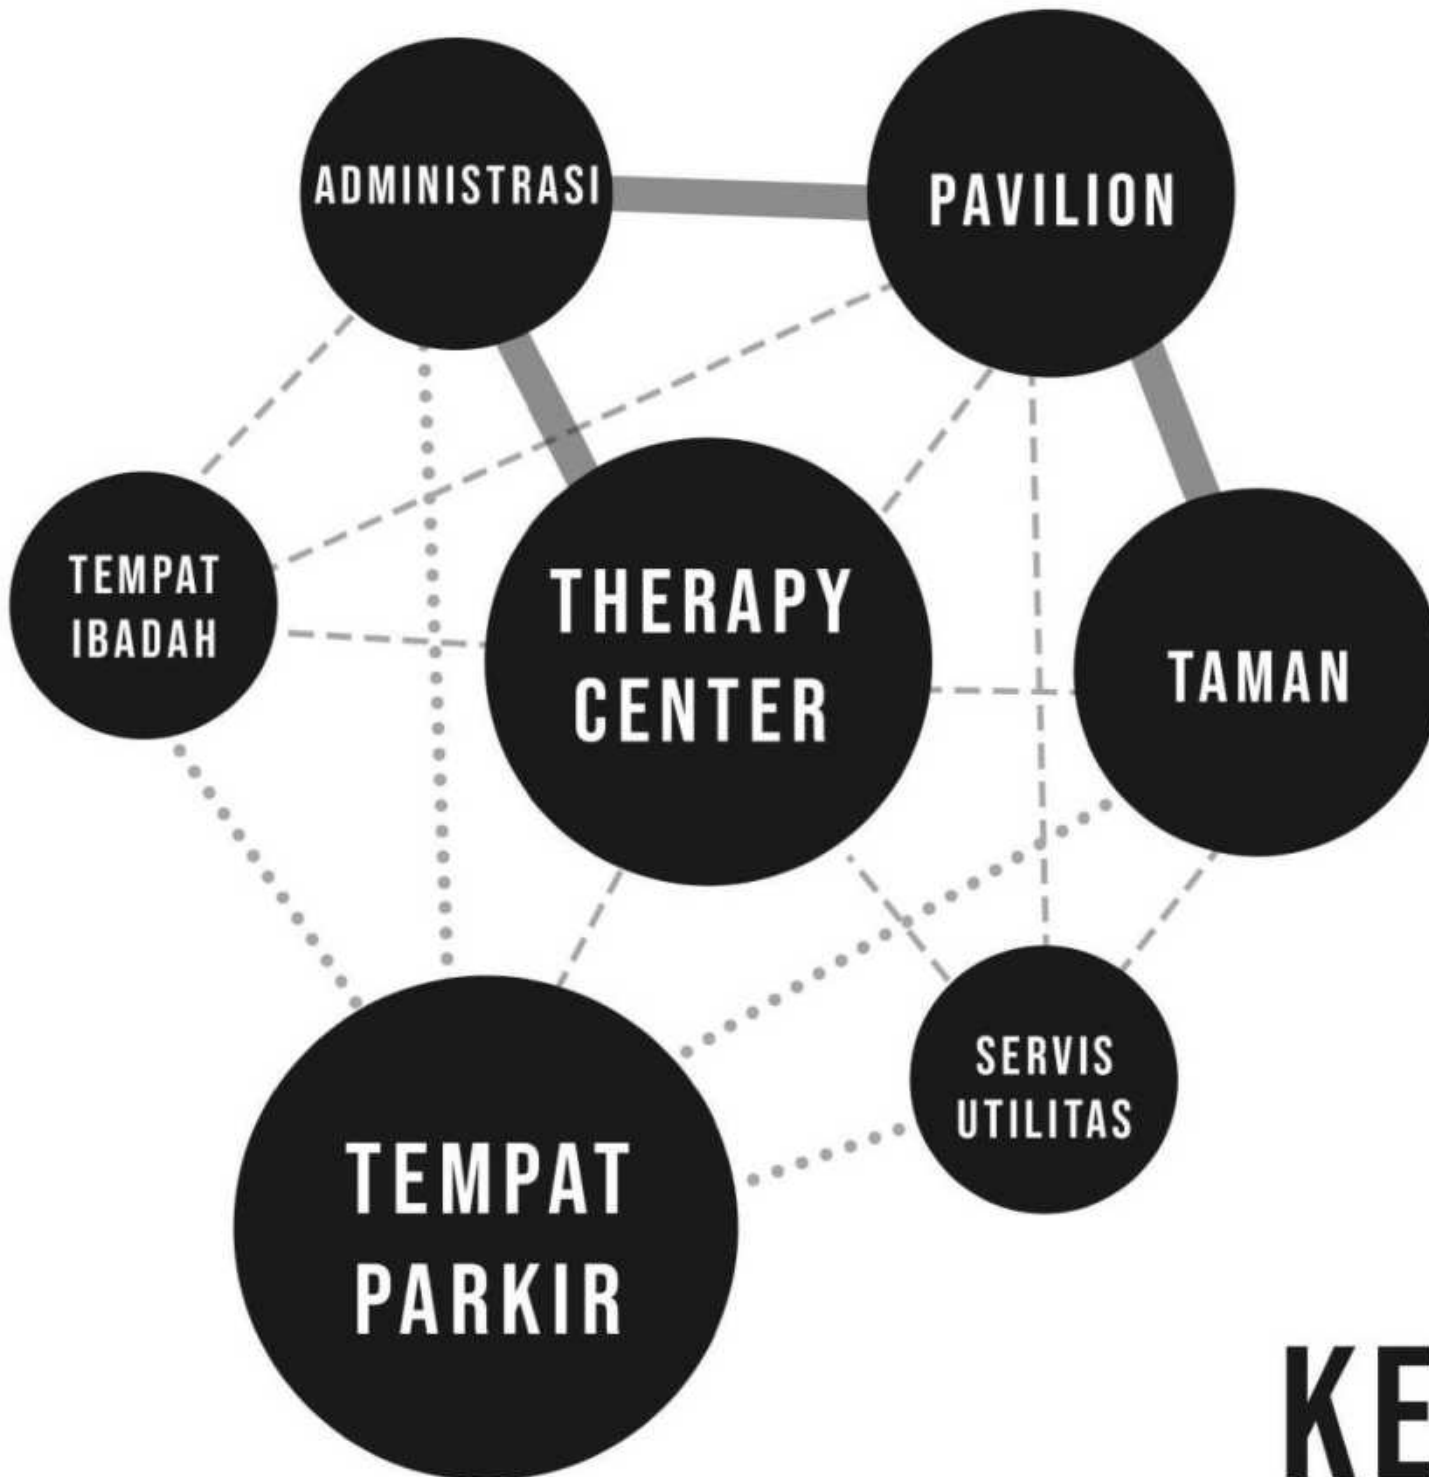 ADMINISTRASI
PAVILION
TEMPAT
IBADAH
THERAPY
CENTER
TAMAN
SERVIS
UTILITAS
TEMPAT
PARKIR
KE